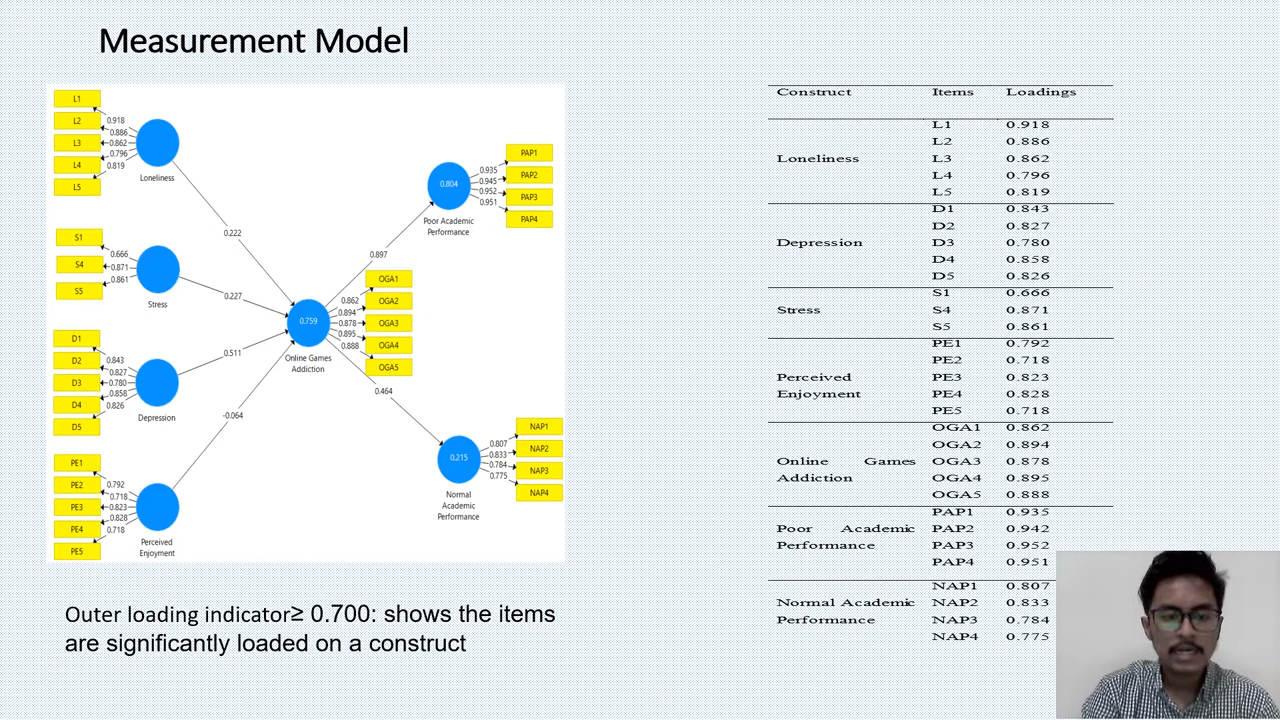 Measurement Model
L1
L2
L3
L4
L5
0.918
0.886
0.862
0.796
0.819
Loneliness
S1
S4
S5
0.666
0.871
0.861
Stress
D1
D2
D3
D4
D5
0.843
0.827
0.780
0.858
0.826
Depression
PE1
PE2
PE3
PE4
PE5
0.792
0.718
0.823
0.828
0.718
Perceived
Enjoyment
0.222
0.227
0.511
-0.064
0.759
Online Games
Addiction
0.862
0.894
0.878
0.895
0.888
OGA1
OGA2
OGA3
OGA4
OGA5
0.897
0.464
0.804
Poor Academic
Performance
0.935
0.945
0.952
0.951
PAP1
PAP2
PAP3
PAP4
0.215
Normal
Academic
Performance
0.807
0.833
0.784
0.775
NAP1
NAP2
NAP3
NAP4
Outer loading indicator≥ 0.700: shows the items
are significantly loaded on a construct
Construct Items Loadings
L1 0.918
L2 0.886
Loneliness L3 0.862
L4 0.796
L5 0.819
D1 0.843
D2 0.827
Depression D3 0.780
D4 0.858
D5 0.826
S1 0.666
Stress S4 0.871
S5 0.861
PE1 0.792
PE2 0.718
Perceived PE3 0.823
Enjoyment PE4 0.828
PE5 0.718
OGA1 0.862
OGA2 0.894
Online Games OGA3 0.878
Addiction OGA4 0.895
OGA5 0.888
PAP1 0.935
Poor Academic PAP2 0.942
Performance PAP3 0.952
PAP4 0.951
NAP1 0.807
Normal Academic NAP2 0.833
Performance NAP3 0.784
NAP4 0.775